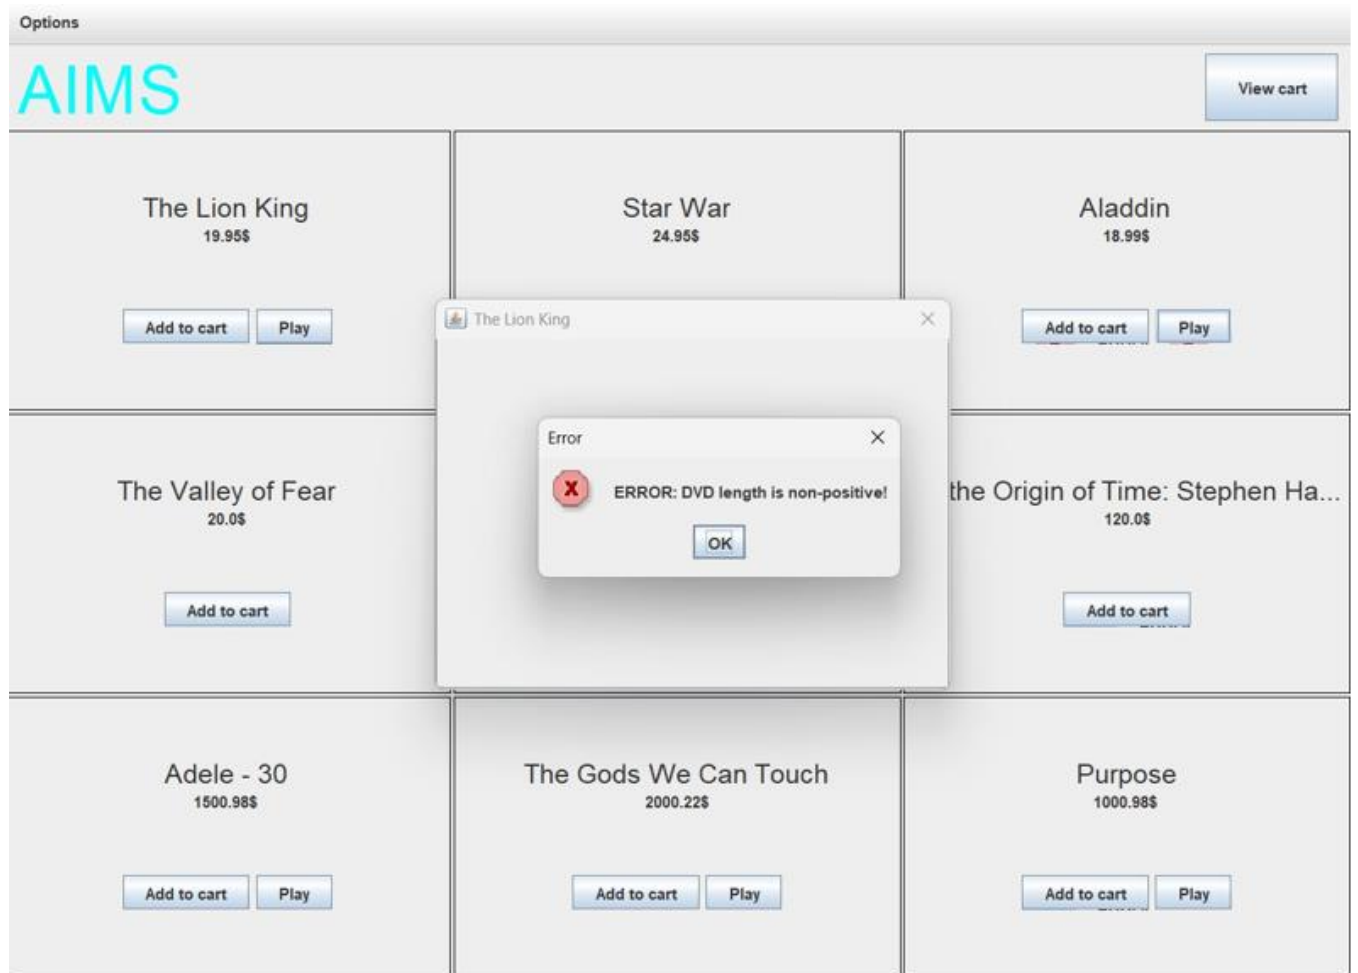 Options
AIMS
View cart
The Lion King
19.95$
Add to cart
Play
Star War
24.95$
Aladdin
18.99$
Add to cart
Play
The Lion King
Error
ERROR: DVD length is non-positive!
OK
The Valley of Fear
20.0$
Add to cart
the Origin of Time: Stephen Ha...
120.0$
Add to cart
Adele - 30
1500.98$
Add to cart
Play
The Gods We Can Touch
2000.22$
Add to cart
Play
Purpose
1000.98$
Add to cart
Play